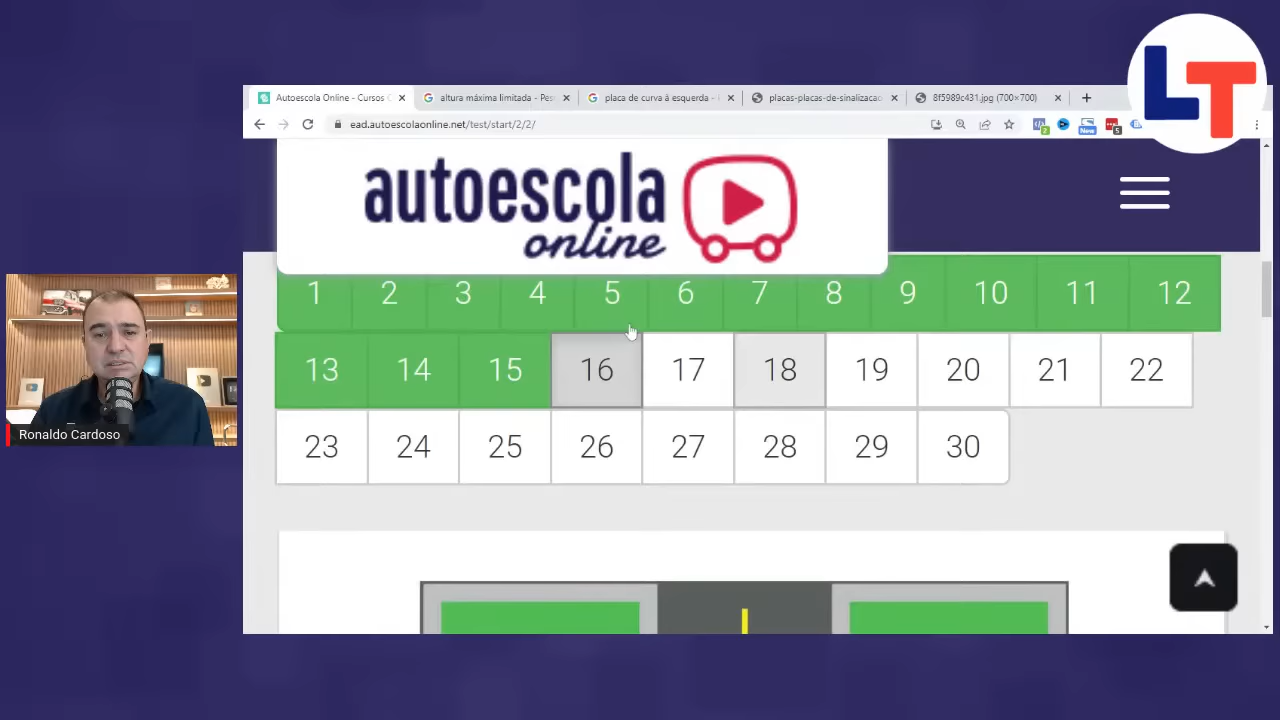 LT
Autoescola Online - Cursos
altura máxima limitada - Pes
placa de curva à esquerda -
placas-placas-de-sinalizaca
8f5989c431.jpg (700×700)
ead.autoescolaonline.net/test/start/2/2/
New
2
5
autoescola
online
1 2 3 4 5 6 7 8 9 10 11 12
13 14 15 16 17 18 19 20 21 22
23 24 25 26 27 28 29 30
Ronaldo Cardoso